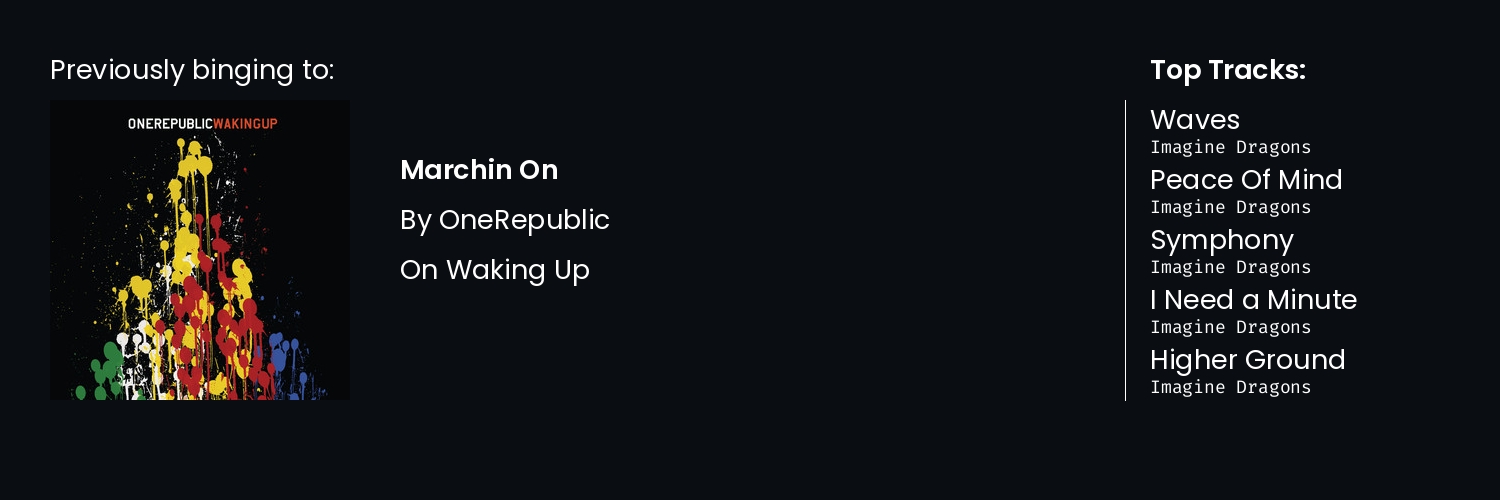 Previously binging to:
ONEREPUBLICWAKINGUP
Marchin On
By OneRepublic
On Waking Up
Top Tracks:
Waves
Imagine Dragons
Peace Of Mind
Imagine Dragons
Symphony
Imagine Dragons
I Need a Minute
Imagine Dragons
Higher Ground
Imagine Dragons